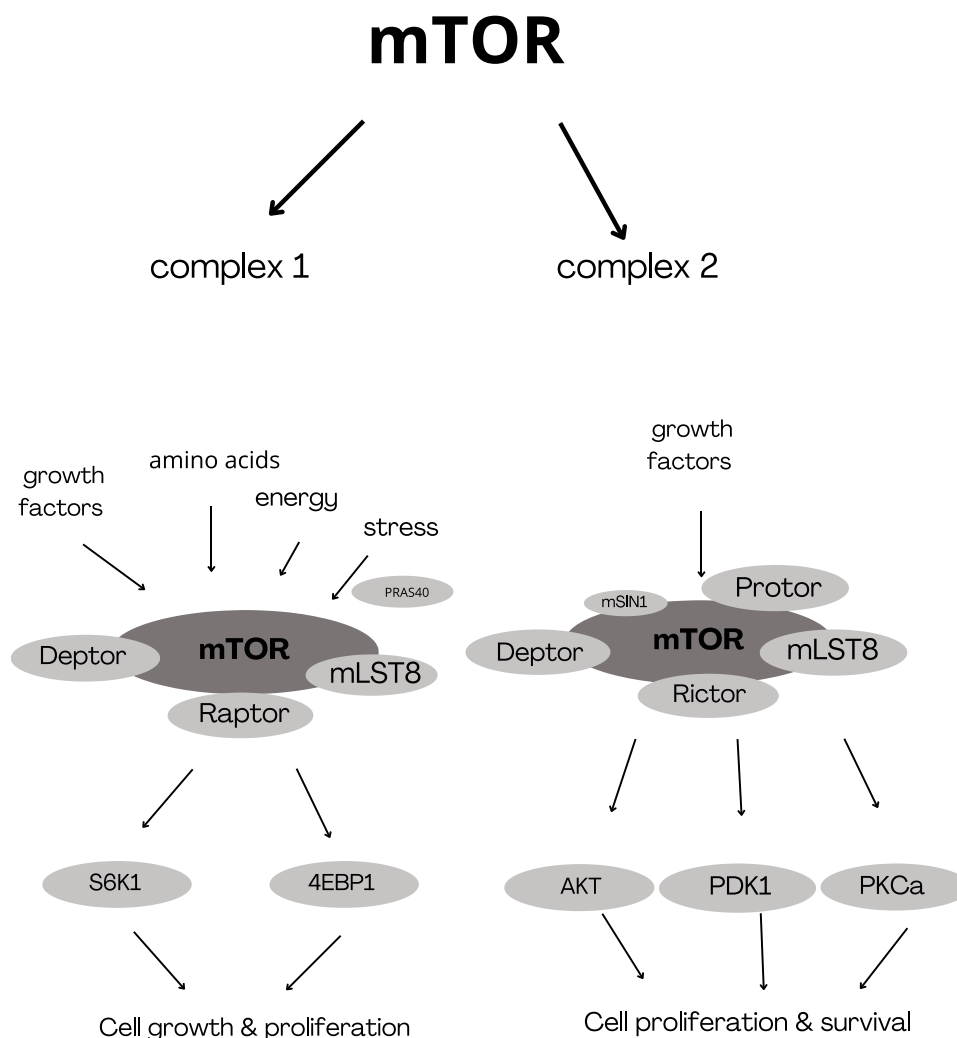 mTOR
complex 1
complex 2
growth
factors
amino acids
energy
stress
PRAS40
Deptor
mTOR
mLST8
Raptor
S6K1
4EBP1
Cell growth & proliferation
growth
factors
mSIN1
Protor
Deptor
mTOR
mLST8
Rictor
AKT
PDK1
PKCa
Cell proliferation & survival